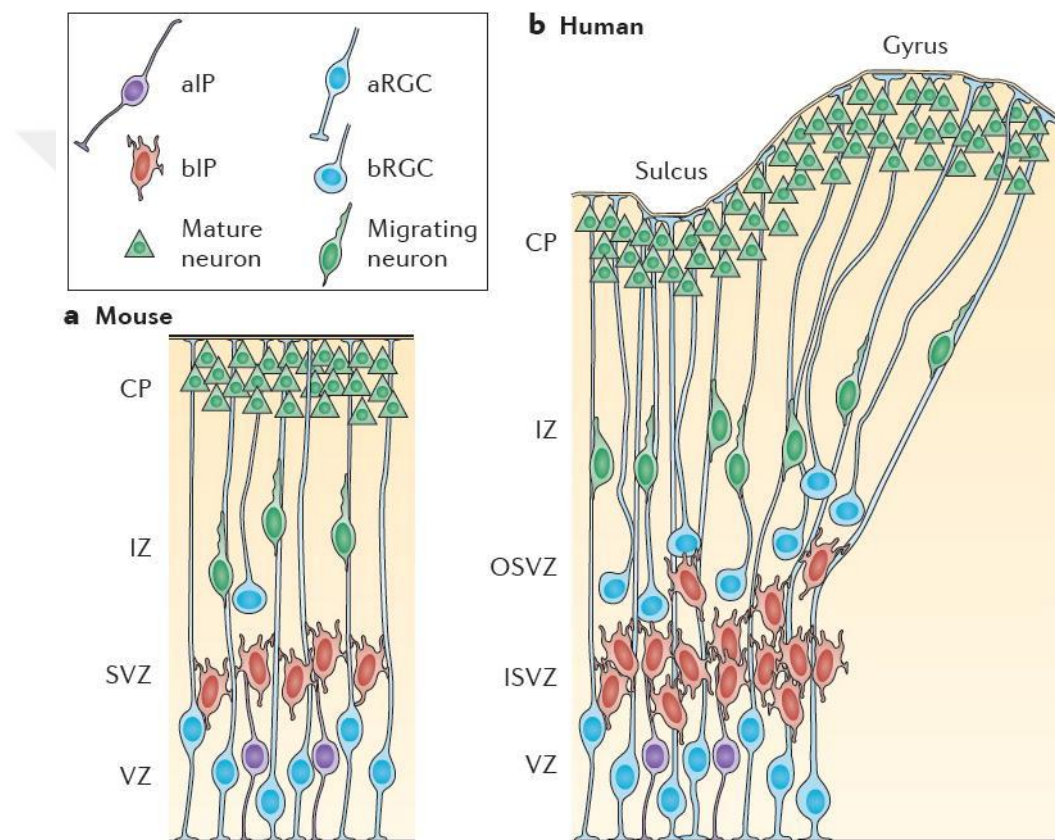 aIP
aRGC
bIP
bRGC
Mature
neuron
Migrating
neuron
a Mouse
CP
IZ
SVZ
VZ
b Human
Gyrus
Sulcus
CP
IZ
OSVZ
ISVZ
VZ